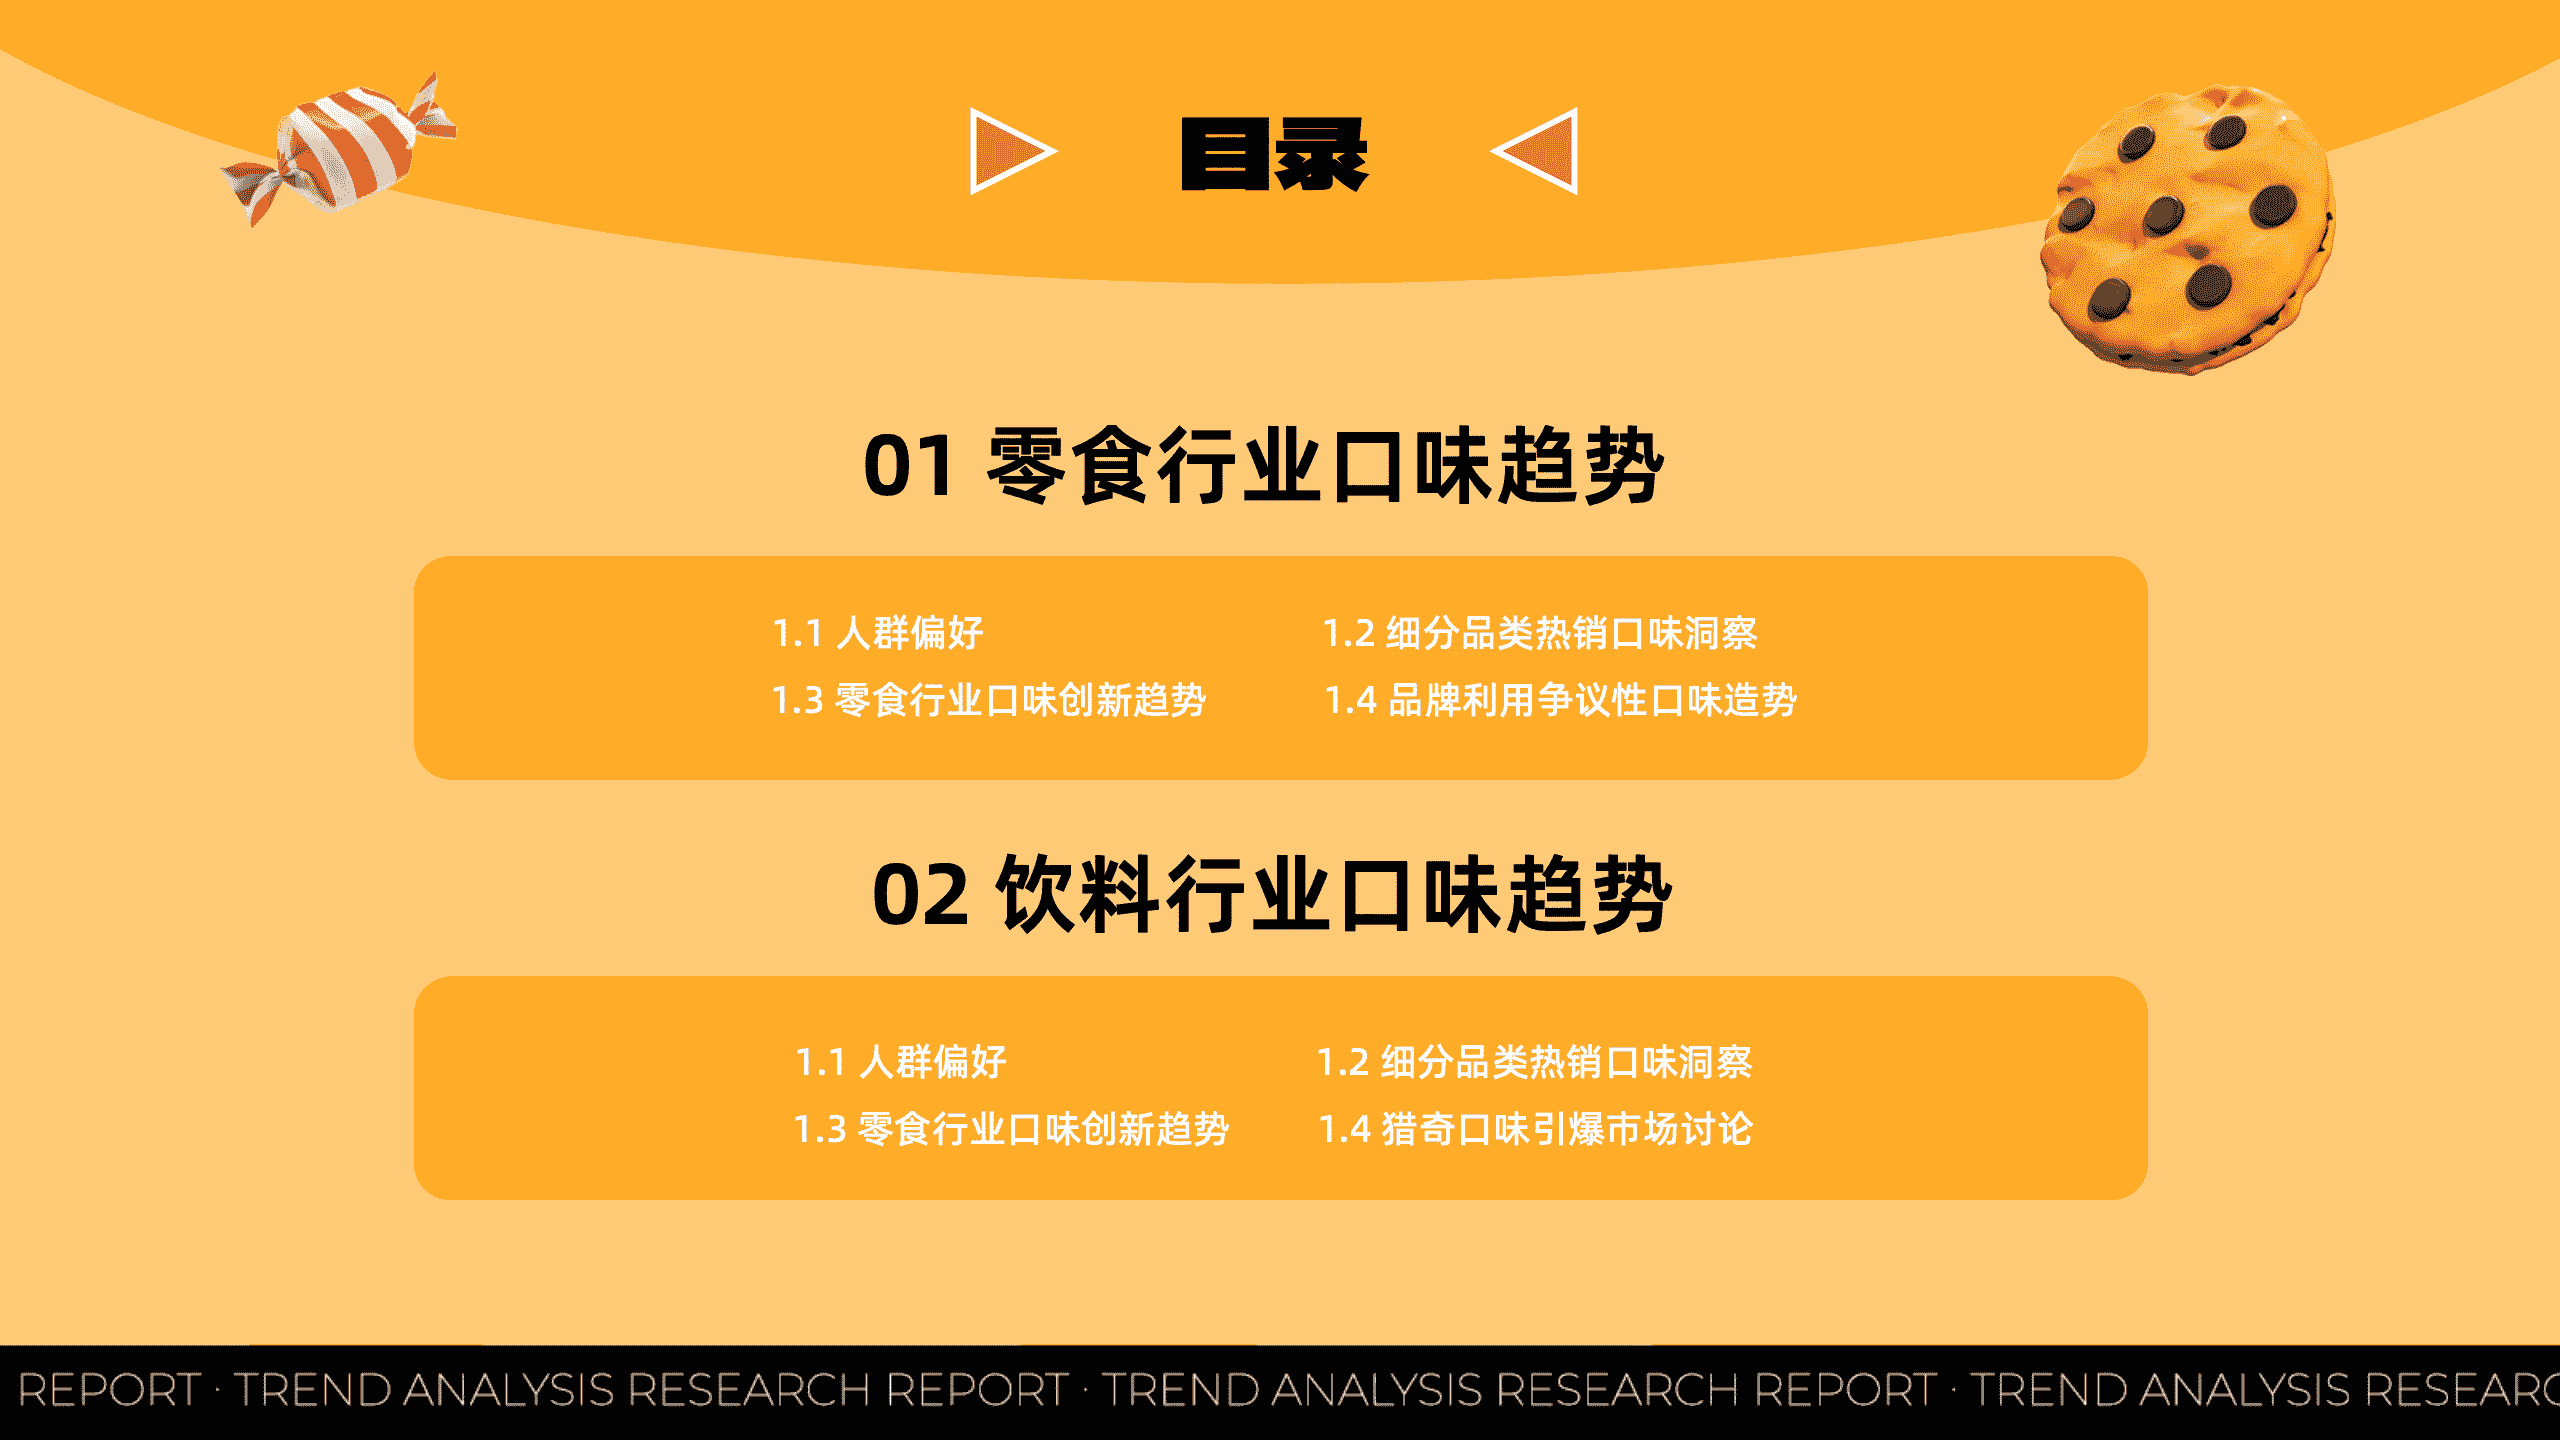 目录
01 零食行业口味趋势
1.1 人群偏好
1.2 细分品类热销口味洞察
1.3 零食行业口味创新趋势
1.4 品牌利用争议性口味造势
02 饮料行业口味趋势
1.1 人群偏好
1.2 细分品类热销口味洞察
1.3 零食行业口味创新趋势
1.4 猎奇口味引爆市场讨论
REPORT · TREND ANALYSIS RESEARCH REPORT · TREND ANALYSIS RESEARCH REPORT · TREND ANALYSIS RESEARC